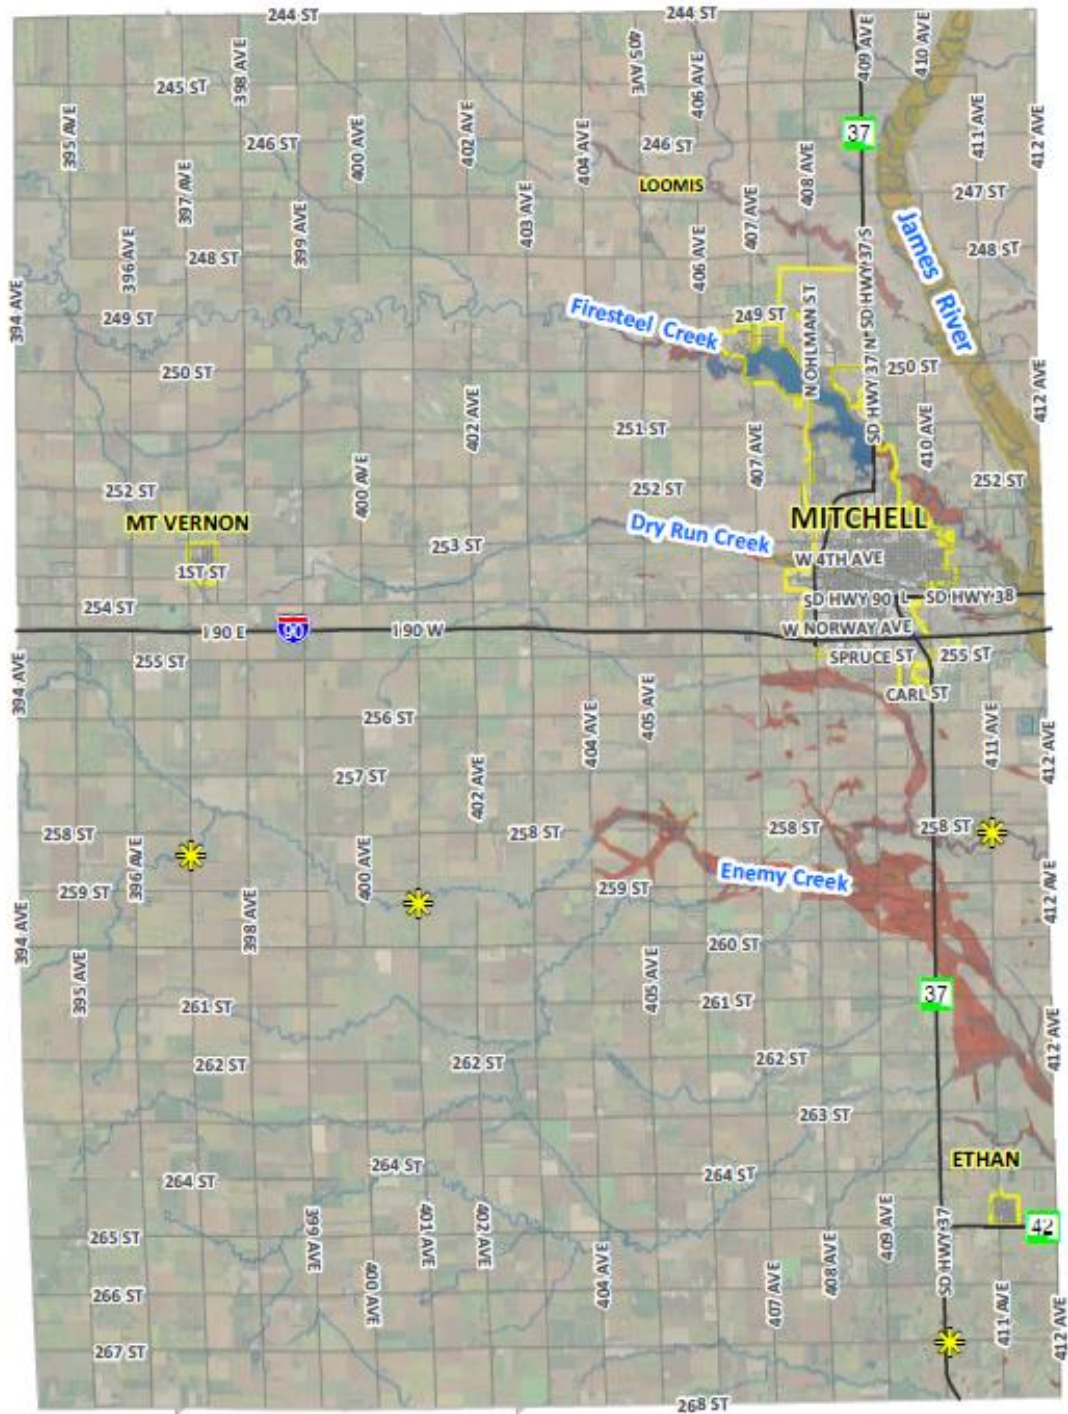 244 ST
244 ST
405 AVE
409 AVE
410 AVE
398 AVE
406 AVE
245 ST
395 AVE
400 AVE
402 AVE
404 AVE
37
411 AVE
412 AVE
246 ST
246 ST
408 AVE
397 AVE
LOOMIS
247 ST
403 AVE
399 AVE
407 AVE
396 AVE
248 ST
406 AVE
SD HWY 37 S
James River
248 ST
394 AVE
249 ST
Firesteel Creek
249 ST
N OHLMAN ST
SD HWY 37 N
250 ST
250 ST
412 AVE
402 AVE
251 ST
407 AVE
410 AVE
400 AVE
252 ST
252 ST
252 ST
MT VERNON
MITCHELL
Dry Run Creek
253 ST
W 4TH AVE
1ST ST
254 ST
SD HWY 90 L
SD HWY 38
I 90 E
90
I 90 W
W NORWAY AVE
255 ST
SPRUCE ST
255 ST
394 AVE
CARL ST
405 AVE
256 ST
404 AVE
411 AVE
412 AVE
257 ST
402 AVE
258 ST
258 ST
258 ST
258 ST
396 AVE
400 AVE
259 ST
259 ST
Enemy Creek
412 AVE
394 AVE
398 AVE
260 ST
395 AVE
405 AVE
37
261 ST
261 ST
412 AVE
262 ST
262 ST
262 ST
263 ST
ETHAN
264 ST
264 ST
264 ST
399 AVE
401 AVE
402 AVE
409 AVE
42
265 ST
404 AVE
408 AVE
SD HWY 37
266 ST
400 AVE
407 AVE
411 AVE
412 AVE
267 ST
268 ST